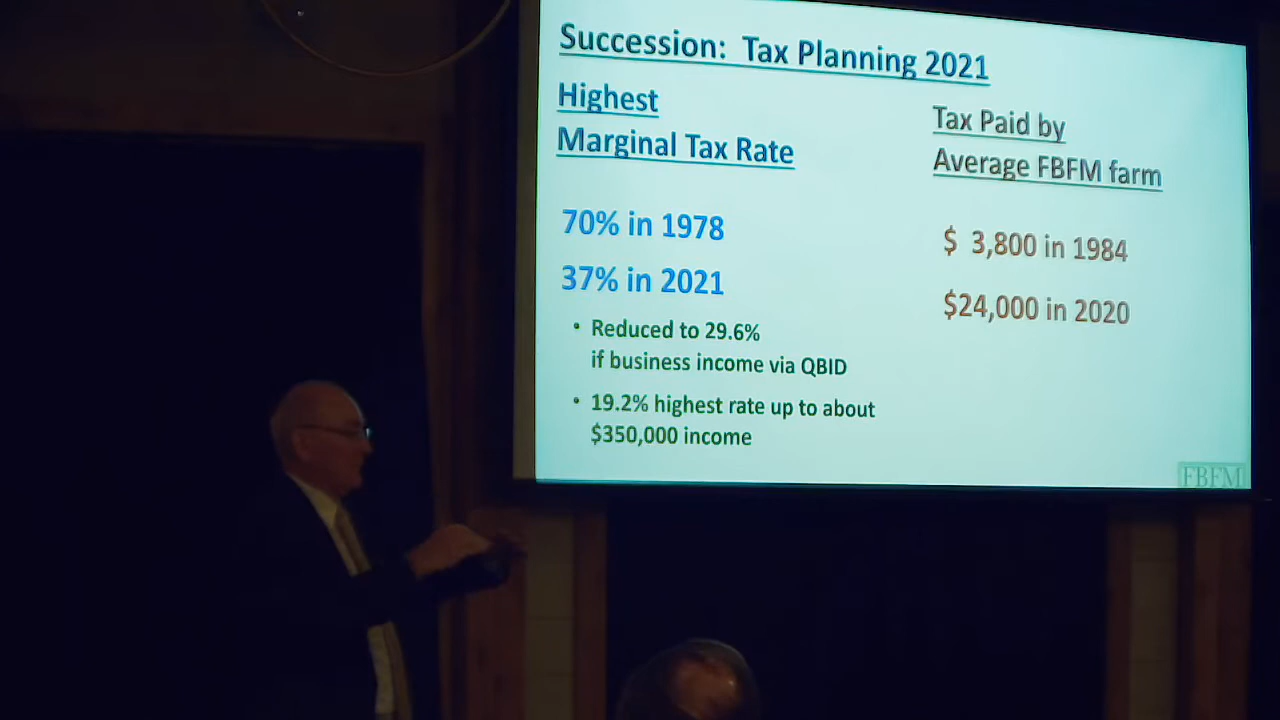 Succession: Tax Planning 2021
Highest
Marginal Tax Rate
70% in 1978
37% in 2021
• Reduced to 29.6%
if business income via QBID
• 19.2% highest rate up to about
$350,000 income
Tax Paid by
Average FBFM farm
$ 3,800 in 1984
$24,000 in 2020
FBFM